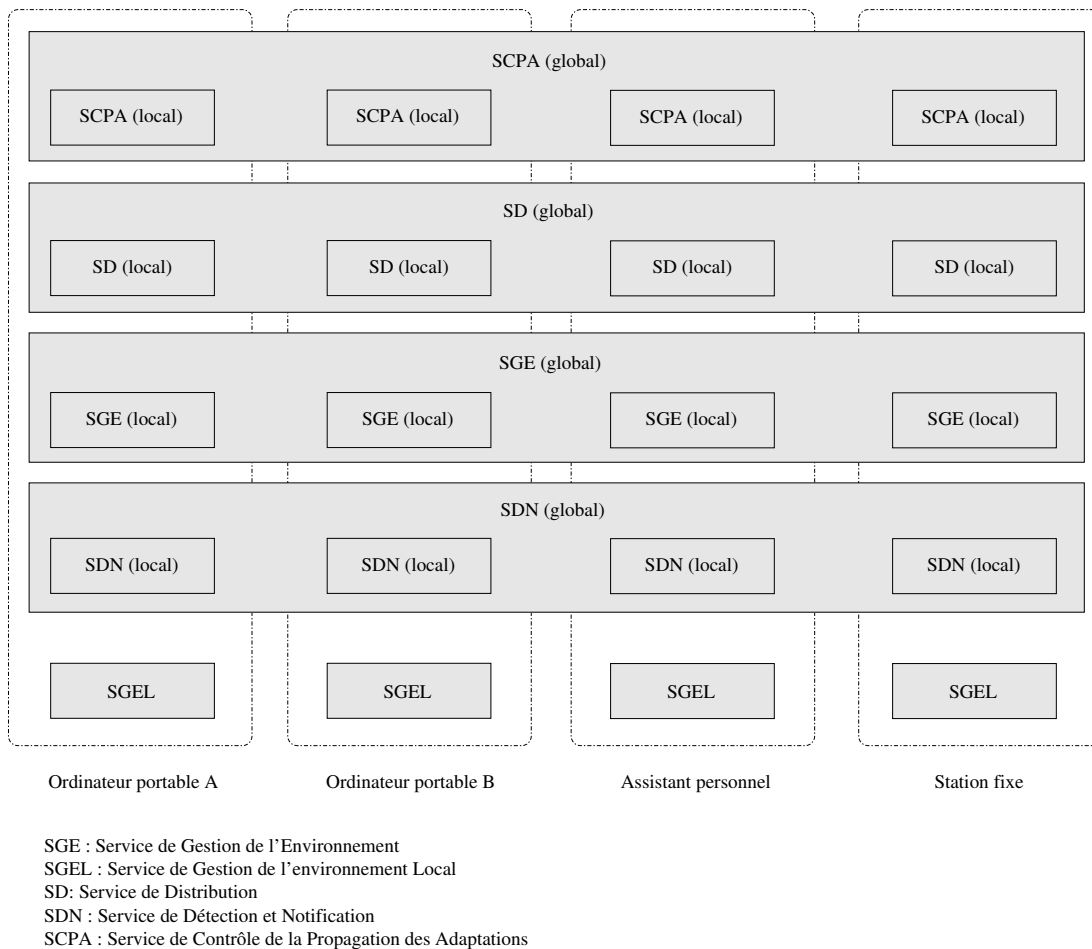 SCPA (global)
SCPA (local) SCPA (local) SCPA (local) SCPA (local)
SD (global)
SD (local) SD (local) SD (local) SD (local)
SGE (global)
SGE (local) SGE (local) SGE (local) SGE (local)
SDN (global)
SDN (local) SDN (local) SDN (local) SDN (local)
SGEL SGEL SGEL SGEL
Ordinateur portable A Ordinateur portable B Assistant personnel Station fixe
SGE : Service de Gestion de l'Environnement
SGEL : Service de Gestion de l'environnement Local
SD: Service de Distribution
SDN : Service de Détection et Notification
SCPA : Service de Contrôle de la Propagation des Adaptations